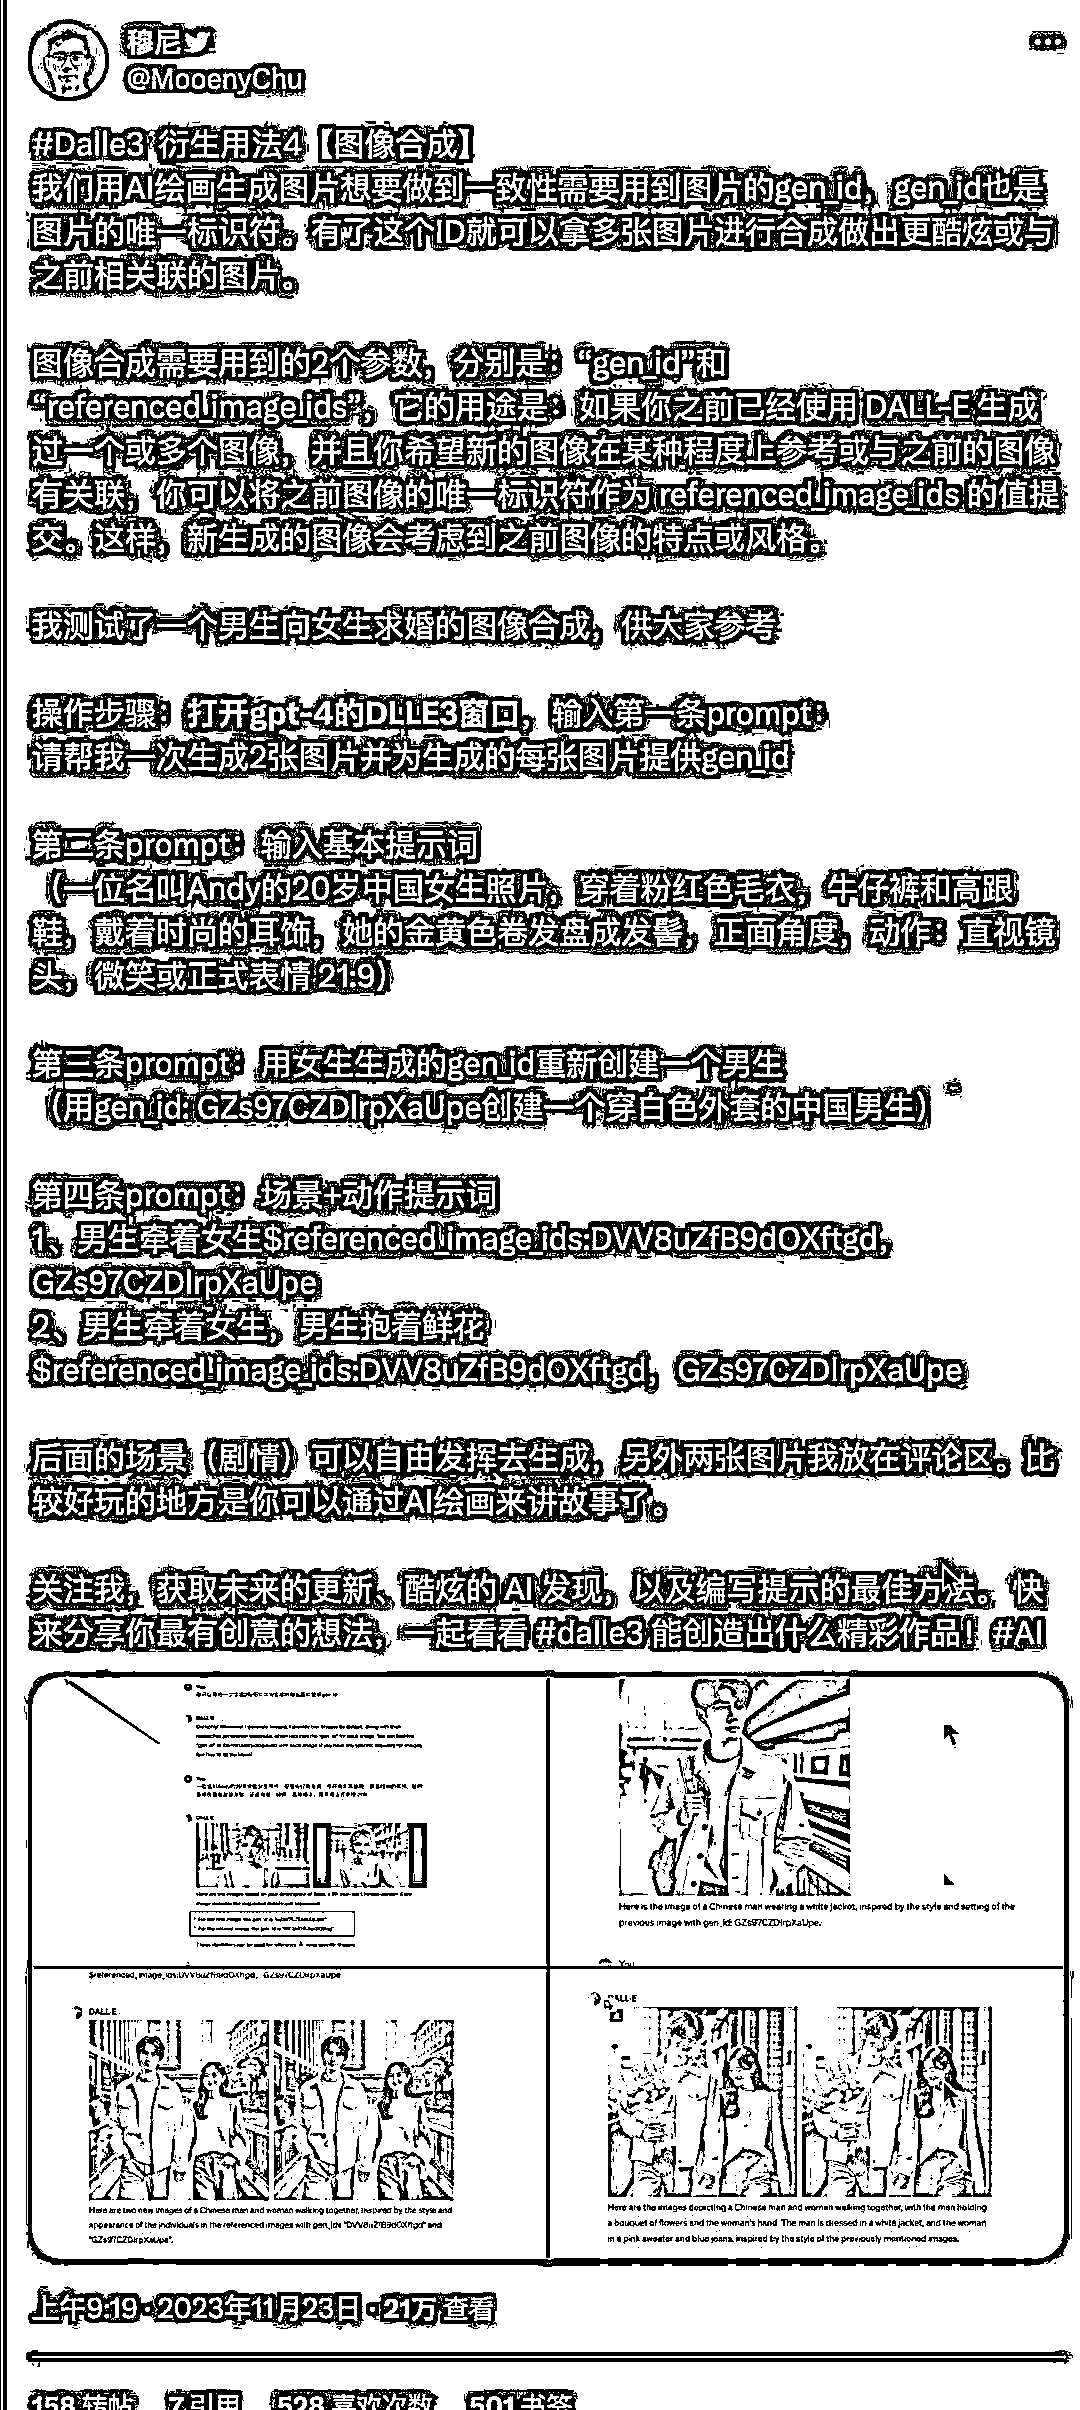 穆尼
@MooenyChu
#Dalle3 衍生用法4【图像合成】
我们用AI绘画生成图片想要做到一致性需要用到图片的gen_id，gen_id也是
图片的唯一标识符。有了这个ID就可以拿多张图片进行合成做出更酷炫或与
之前相关联的图片。
图像合成需要用到的2个参数，分别是：“gen_id”和
“referenced_image_ids”，它的用途是：如果你之前已经使用 DALL-E 生成
过一个或多个图像，并且你希望新的图像在某种程度上参考或与之前的图像
有关联，你可以将之前图像的唯一标识符作为 referenced_image_ids 的值提
交。这样，新生成的图像会考虑到之前图像的特点或风格。
我测试了一个男生向女生求婚的图像合成，供大家参考
操作步骤：打开gpt-4的DLLE3窗口，输入第一条prompt：
请帮我一次生成2张图片并为生成的每张图片提供gen_id
第二条prompt：输入基本提示词
（一位名叫Andy的20岁中国女生照片，穿着粉红色毛衣，牛仔裤和高跟
鞋，戴着时尚的耳饰，她的金黄色卷发盘成发髻，正面角度，动作：直视镜
头，微笑或正式表情 21:9）
第三条prompt：用女生生成的gen_id重新创建一个男生
（用gen_id: GZs97CZDlrpXaUpe创建一个穿白色外套的中国男生）
第四条prompt：场景+动作提示词
1、男生牵着女生$referenced_image_ids:DVV8uZfB9dOXftgd，
GZs97CZDlrpXaUpe
2、男生牵着女生，男生抱着鲜花
$referenced_image_ids:DVV8uZfB9dOXftgd，GZs97CZDlrpXaUpe
后面的场景（剧情）可以自由发挥去生成，另外两张图片我放在评论区。比
较好玩的地方是你可以通过AI绘画来讲故事了。
关注我，获取未来的更新、酷炫的 AI 发现，以及编写提示的最佳方法。快
来分享你最有创意的想法，一起看看 #dalle3 能创造出什么精彩作品！#AI
Here is the image of a Chinese man wearing a white jacket, inspired by the style and setting of the
previous image with gen_id: GZs97CZDlrpXaUpe.
You
$referenced_image_ids:DVV8uZfB9dOXftgd，GZs97CZDlrpXaUpe
DALL·E
Here are two new images of a Chinese man and woman walking together, inspired by the style and
appearance of the individuals in the referenced images with gen_ids "DVV8uZfB9dOXftgd" and
"GZs97CZDlrpXaUpe".
DALL·E
Here are the images depicting a Chinese man and woman walking together, with the man holding
a bouquet of flowers and the woman's hand. The man is dressed in a white jacket, and the woman
in a pink sweater and blue jeans, inspired by the style of the previously mentioned images.
上午9:19 · 2023年11月23日 · 21万 查看
158 转帖 7 引用 528 喜欢次数 501 书签